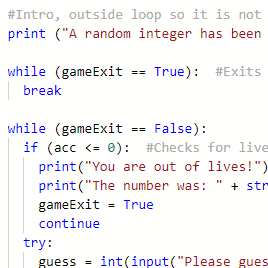 #Intro, outside loop so it is not
print ("A random integer has been
while (gameExit == True):  #Exits
break
while (gameExit == False):
if (acc <= 0):  #Checks for live
print("You are out of lives!")
print("The number was: " + str
gameExit = True
continue
try:
guess = int(input("Please gues